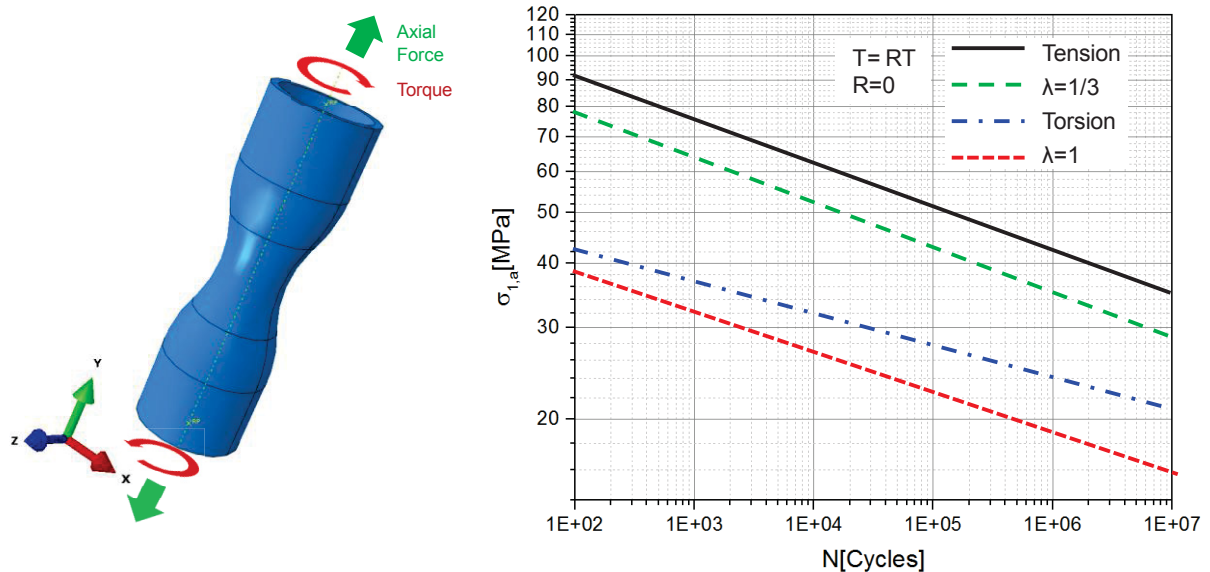 Axial
Force
Torque
Y
Z
X
120
110
100
90
80
70
60
50
40
30
20
σ1,a[MPa]
T= RT
R=0
Tension
λ=1/3
Torsion
λ=1
1E+02 1E+03 1E+04 1E+05 1E+06 1E+07
N[Cycles]